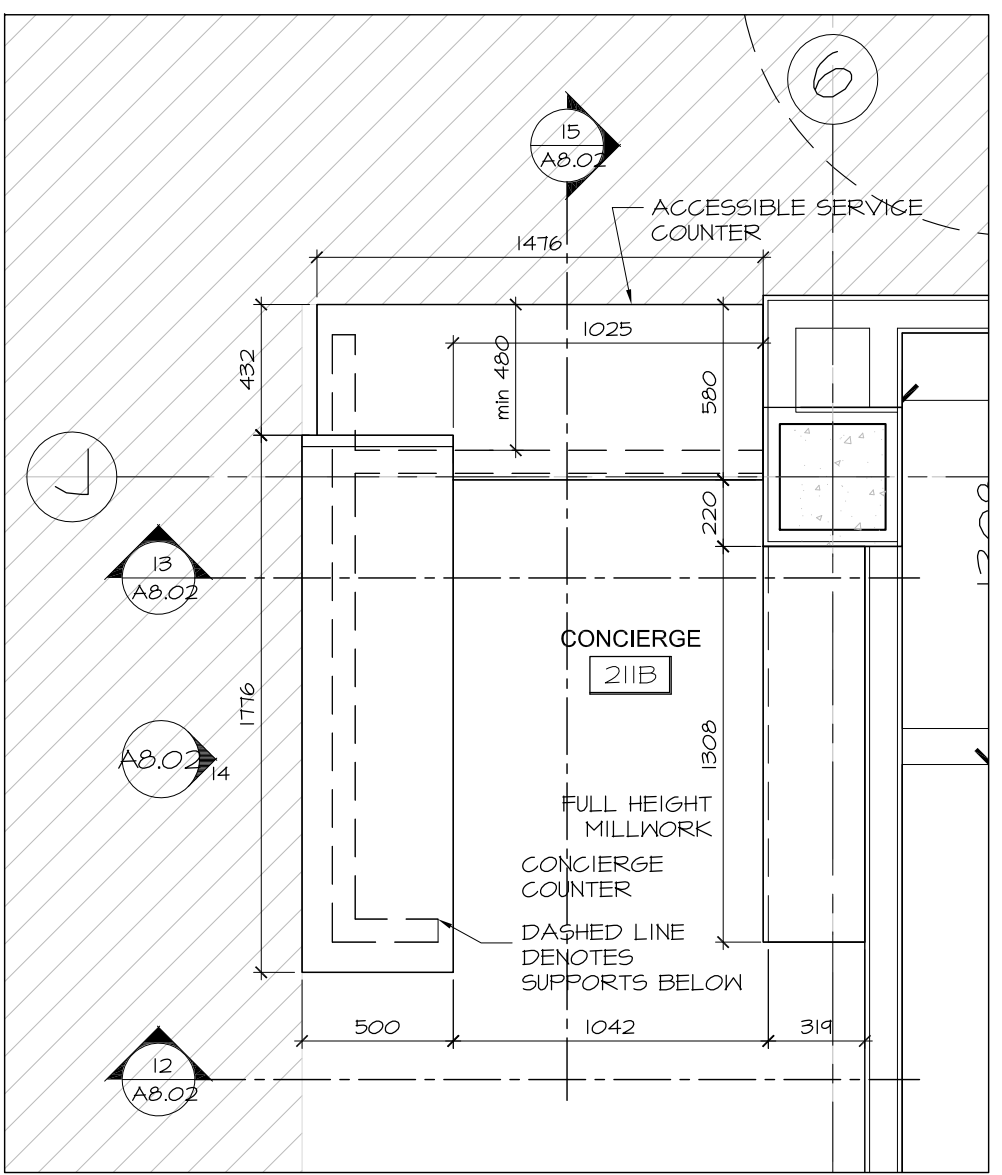 6
15
A8.02
ACCESSIBLE SERVICE
COUNTER
1476
1025
432
min 480
580
220
13
A8.02
CONCIERGE
211B
1776
A8.02
14
1308
FULL HEIGHT
MILLWORK
CONCIERGE
COUNTER
DASHED LINE
DENOTES
SUPPORTS BELOW
500
1042
319
12
A8.02